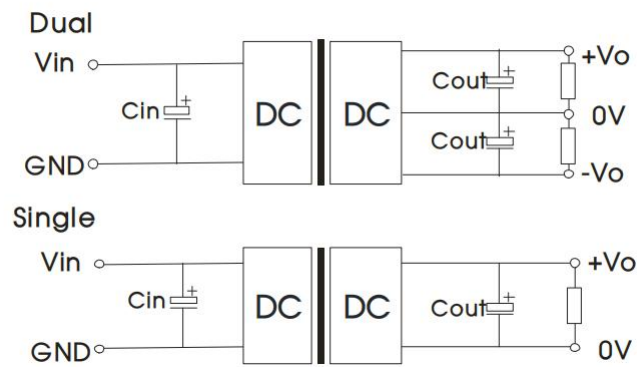 Dual
Vin
+
Cin
GND
DC
DC
Cout +
Cout +
+Vo
0V
-Vo
Single
Vin
+
Cin
GND
DC
DC
Cout +
+Vo
0V